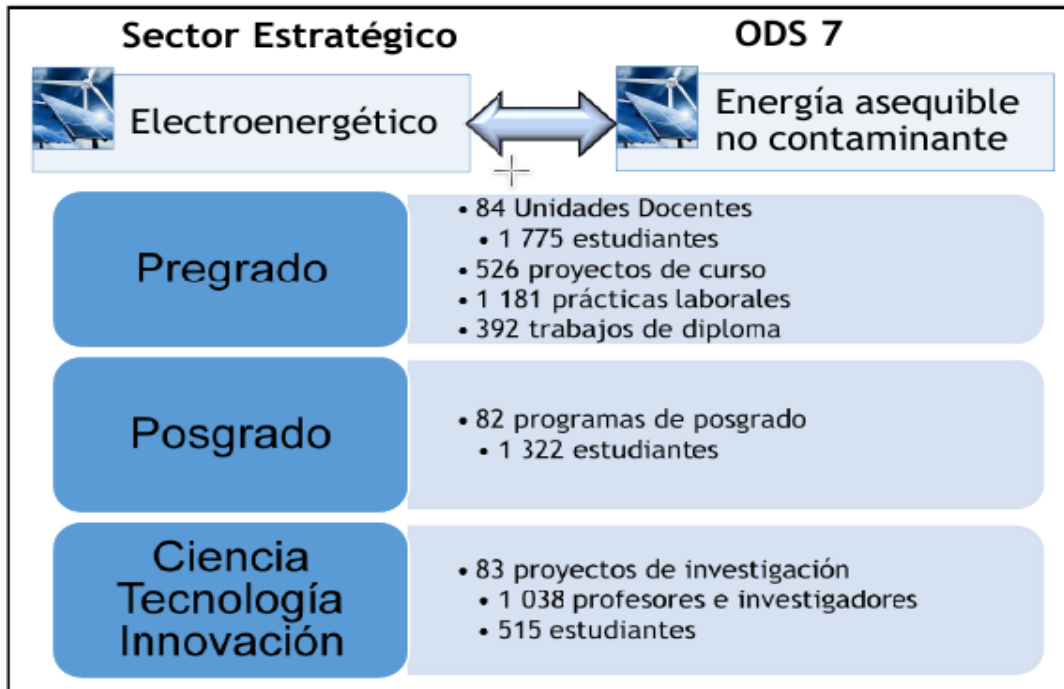 Sector Estratégico
ODS 7
Electroenergético
Energía asequible
no contaminante
Pregrado
• 84 Unidades Docentes
• 1 775 estudiantes
• 526 proyectos de curso
• 1 181 prácticas laborales
• 392 trabajos de diploma
Posgrado
• 82 programas de posgrado
• 1 322 estudiantes
Ciencia
Tecnología
Innovación
• 83 proyectos de investigación
• 1 038 profesores e investigadores
• 515 estudiantes